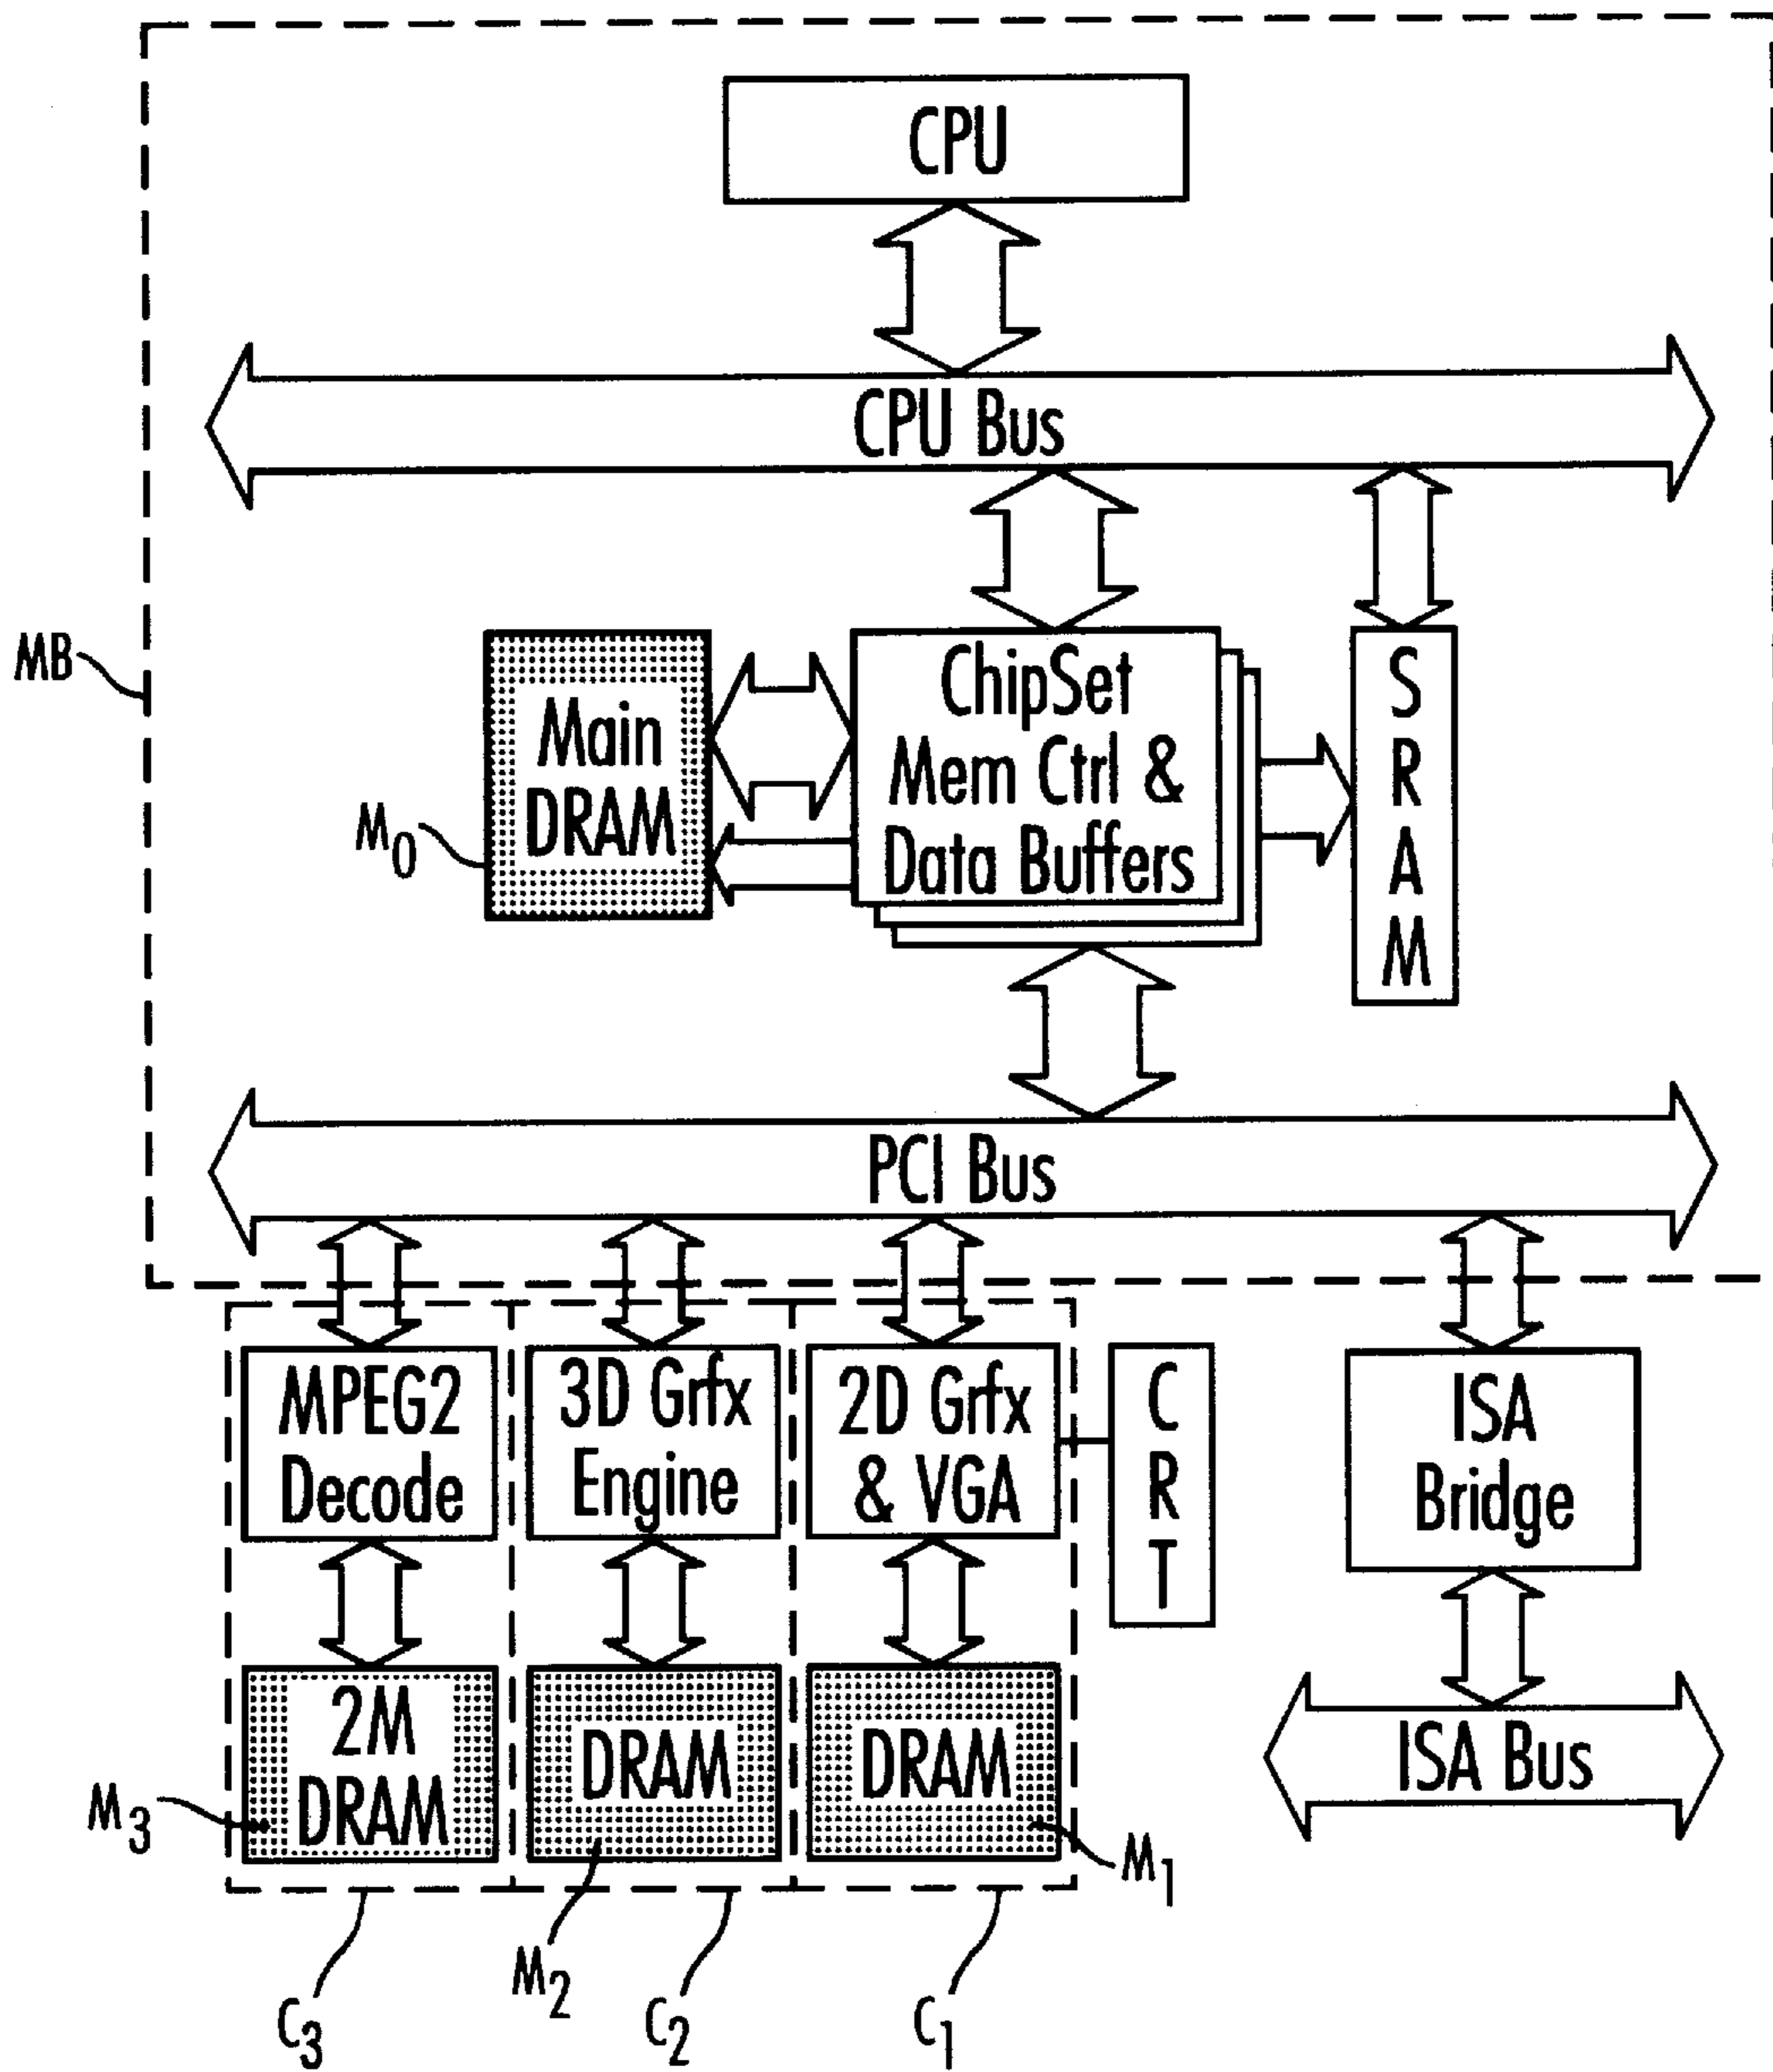 CPU
CPU Bus
MB
Main
DRAM
M0
ChipSet
Mem Ctrl &
Data Buffers
S
R
A
M
PCI Bus
MPEG2
Decode
3D Grfx
Engine
2D Grfx
& VGA
C
R
T
ISA
Bridge
2M
DRAM
DRAM
DRAM
ISA Bus
M3
M2
M1
C3
C2
C1